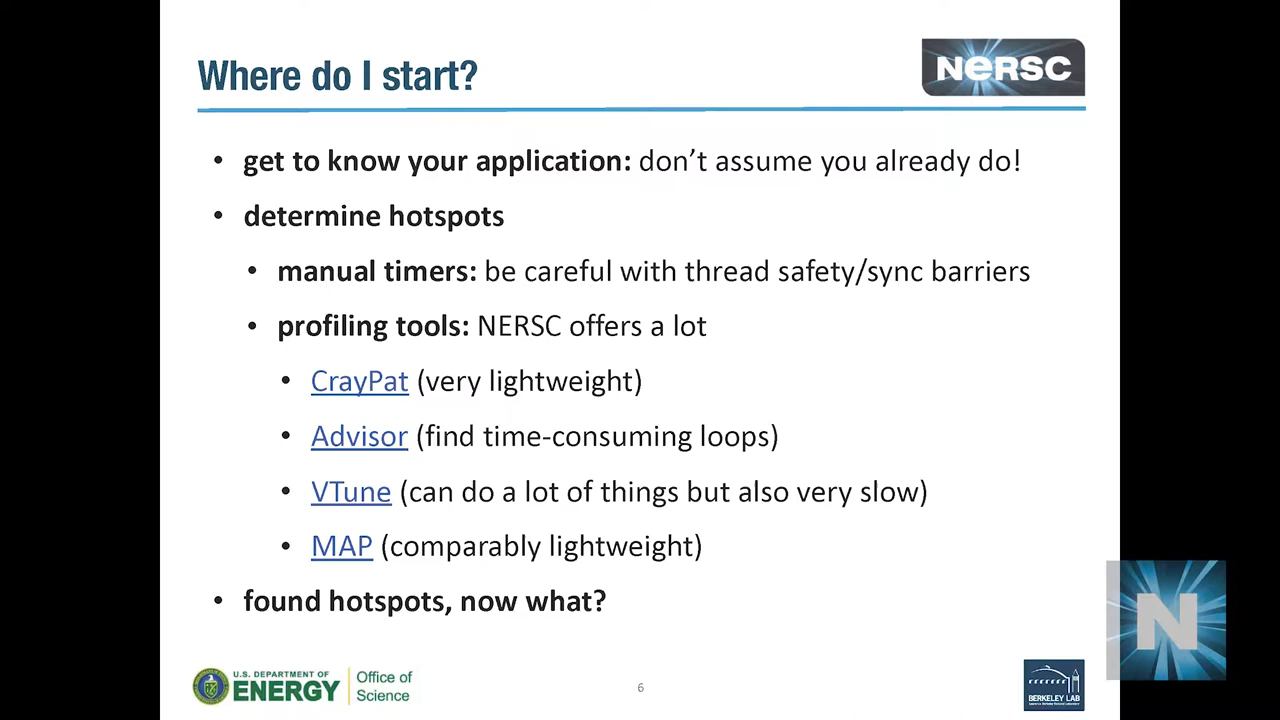 Where do I start?
NERSC
• get to know your application: don't assume you already do!
• determine hotspots
• manual timers: be careful with thread safety/sync barriers
• profiling tools: NERSC offers a lot
• CrayPat (very lightweight)
• Advisor (find time-consuming loops)
• VTune (can do a lot of things but also very slow)
• MAP (comparably lightweight)
• found hotspots, now what?
N
U.S. DEPARTMENT OF
ENERGY
Office of
Science
6
BERKELEY LAB